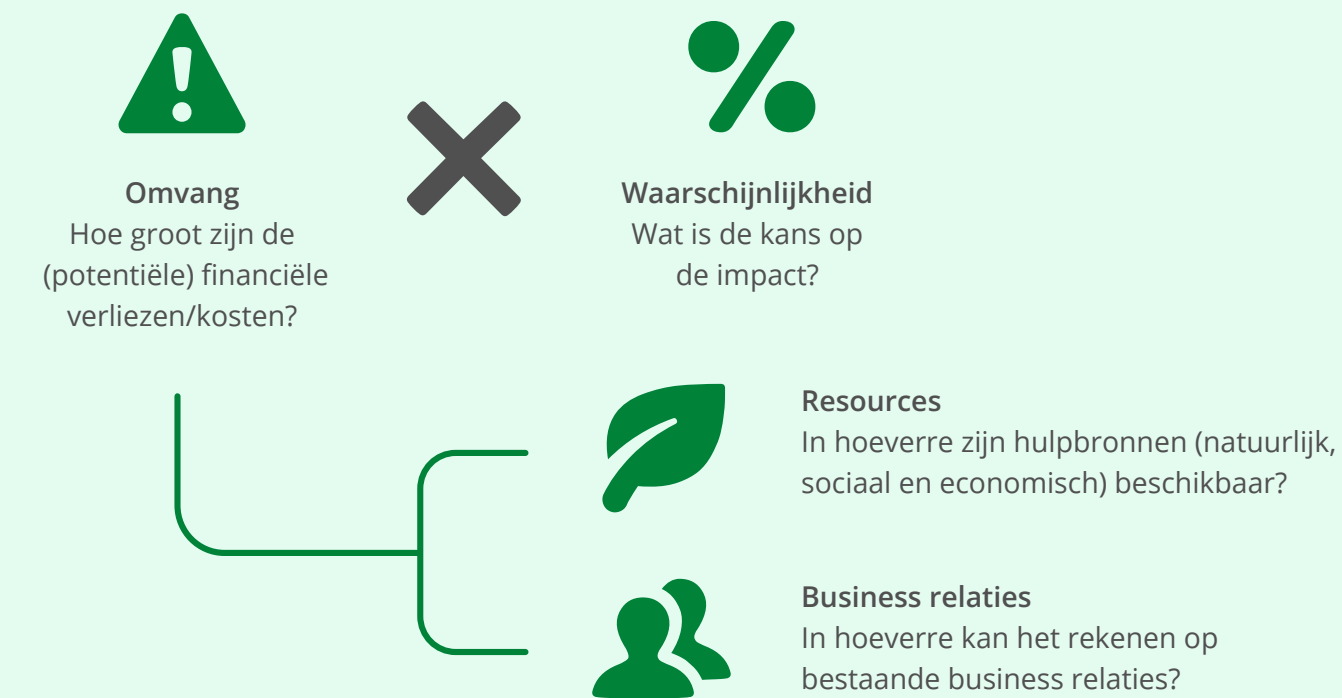 Omvang
Hoe groot zijn de
(potentiële) financiële
verliezen/kosten?
Waarschijnlijkheid
Wat is de kans op
de impact?
Resources
In hoeverre zijn hulpbronnen (natuurlijk,
sociaal en economisch) beschikbaar?
Business relaties
In hoeverre kan het rekenen op
bestaande business relaties?